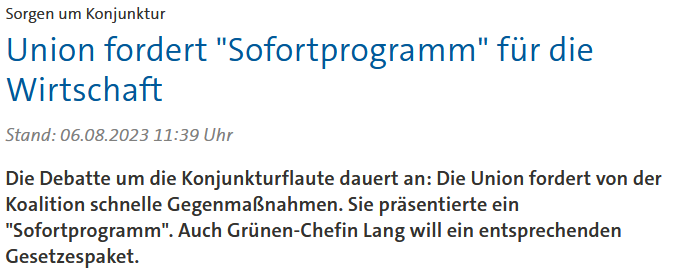 Sorgen um Konjunktur
Union fordert "Sofortprogramm" für die
Wirtschaft
Stand: 06.08.2023 11:39 Uhr
Die Debatte um die Konjunkturflaute dauert an: Die Union fordert von der
Koalition schnelle Gegenmaßnahmen. Sie präsentierte ein
"Sofortprogramm". Auch Grünen-Chefin Lang will ein entsprechenden
Gesetzespaket.